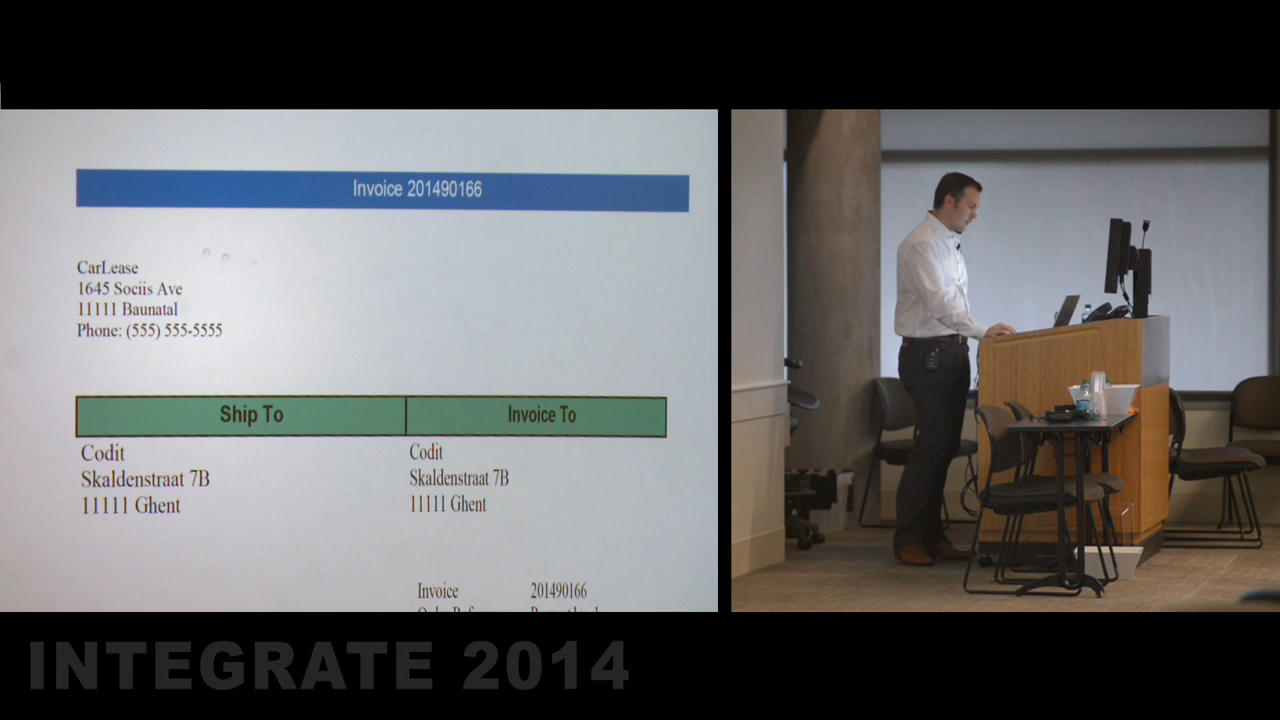 Invoice 201490166
CarLease
1645 Sociis Ave
11111 Baunatal
Phone: (555) 555-5555
Ship To Invoice To
Codit Codit
Skaldenstraat 7B Skaldenstraat 7B
11111 Ghent 11111 Ghent
Invoice 201490166
INTEGRATE 2014